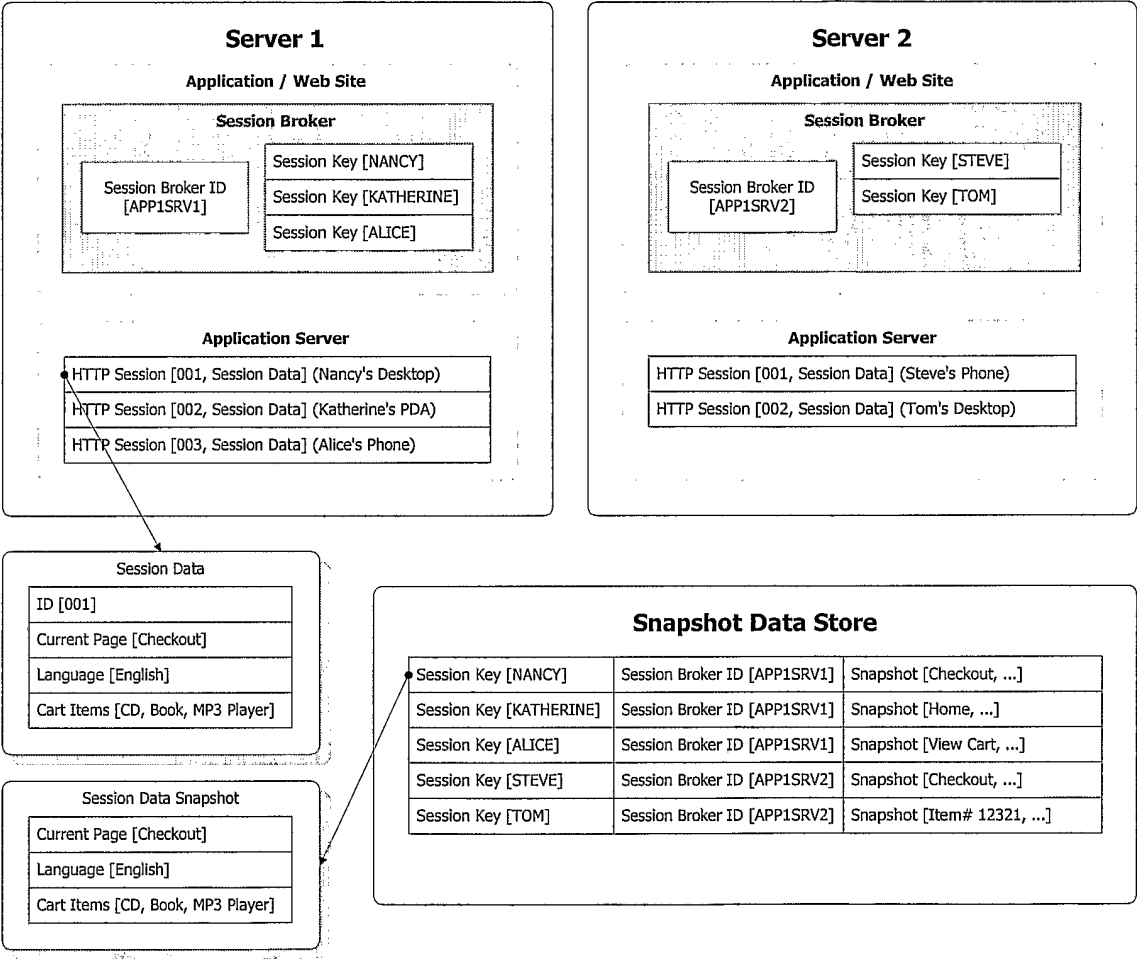 Server 1
Application / Web Site
Session Broker
Session Broker ID
[APP1SRV1]
Session Key [NANCY]
Session Key [KATHERINE]
Session Key [ALICE]
Application Server
HTTP Session [001, Session Data] (Nancy's Desktop)
HTTP Session [002, Session Data] (Katherine's PDA)
HTTP Session [003, Session Data] (Alice's Phone)
Server 2
Application / Web Site
Session Broker
Session Broker ID
[APP1SRV2]
Session Key [STEVE]
Session Key [TOM]
Application Server
HTTP Session [001, Session Data] (Steve's Phone)
HTTP Session [002, Session Data] (Tom's Desktop)
Session Data
ID [001]
Current Page [Checkout]
Language [English]
Cart Items [CD, Book, MP3 Player]
Session Data Snapshot
Current Page [Checkout]
Language [English]
Cart Items [CD, Book, MP3 Player]
Snapshot Data Store
Session Key [NANCY] Session Broker ID [APP1SRV1] Snapshot [Checkout, ...]
Session Key [KATHERINE] Session Broker ID [APP1SRV1] Snapshot [Home, ...]
Session Key [ALICE] Session Broker ID [APP1SRV1] Snapshot [View Cart, ...]
Session Key [STEVE] Session Broker ID [APP1SRV2] Snapshot [Checkout, ...]
Session Key [TOM] Session Broker ID [APP1SRV2] Snapshot [Item# 12321, ...]